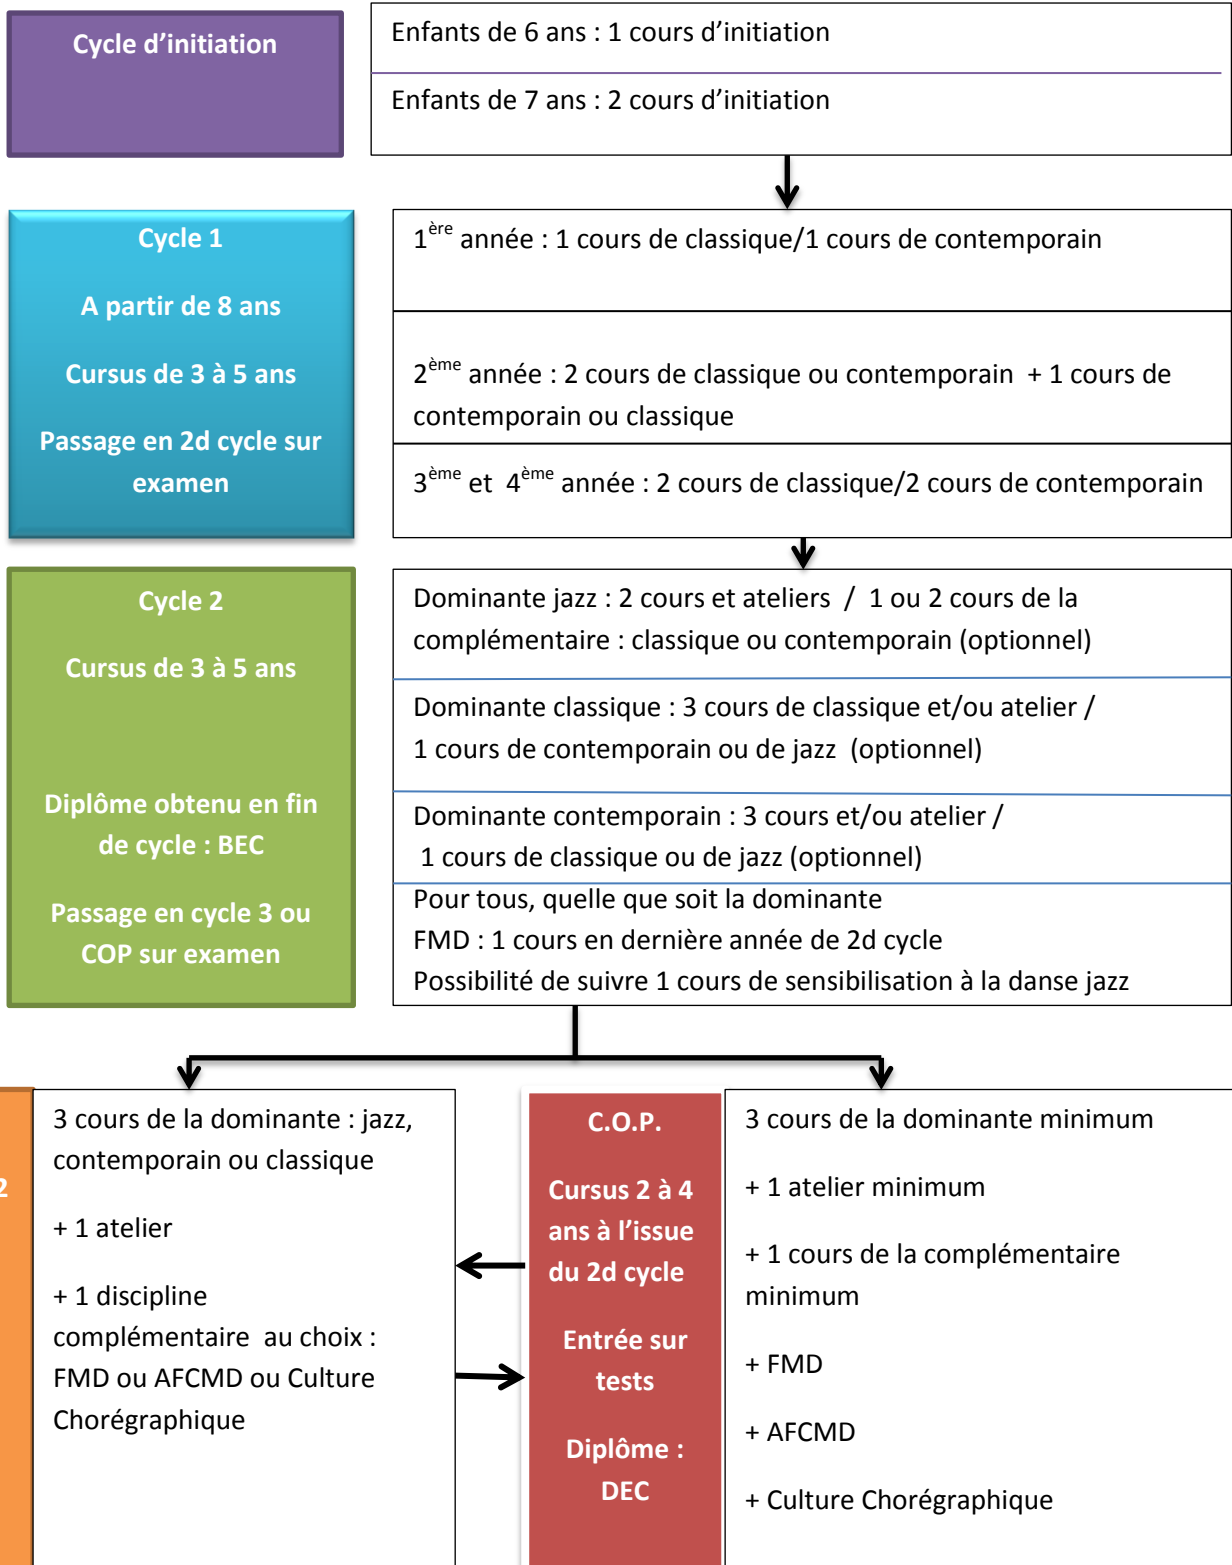 Cycle d’initiation
Enfants de 6 ans : 1 cours d’initiation
Enfants de 7 ans : 2 cours d’initiation
Cycle 1
A partir de 8 ans
Cursus de 3 à 5 ans
Passage en 2d cycle sur
examen
1ère année : 1 cours de classique/1 cours de contemporain
2ème année : 2 cours de classique ou contemporain + 1 cours de
contemporain ou classique
3ème et 4ème année : 2 cours de classique/2 cours de contemporain
Cycle 2
Cursus de 3 à 5 ans
Diplôme obtenu en fin
de cycle : BEC
Passage en cycle 3 ou
COP sur examen
Dominante jazz : 2 cours et ateliers / 1 ou 2 cours de la
complémentaire : classique ou contemporain (optionnel)
Dominante classique : 3 cours de classique et/ou atelier /
1 cours de contemporain ou de jazz (optionnel)
Dominante contemporain : 3 cours et/ou atelier /
1 cours de classique ou de jazz (optionnel)
Pour tous, quelle que soit la dominante
FMD : 1 cours en dernière année de 2d cycle
Possibilité de suivre 1 cours de sensibilisation à la danse jazz
2
3 cours de la dominante : jazz,
contemporain ou classique
+ 1 atelier
+ 1 discipline
complémentaire au choix :
FMD ou AFCMD ou Culture
Chorégraphique
C.O.P.
Cursus 2 à 4
ans à l’issue
du 2d cycle
Entrée sur
tests
Diplôme :
DEC
3 cours de la dominante minimum
+ 1 atelier minimum
+ 1 cours de la complémentaire
minimum
+ FMD
+ AFCMD
+ Culture Chorégraphique